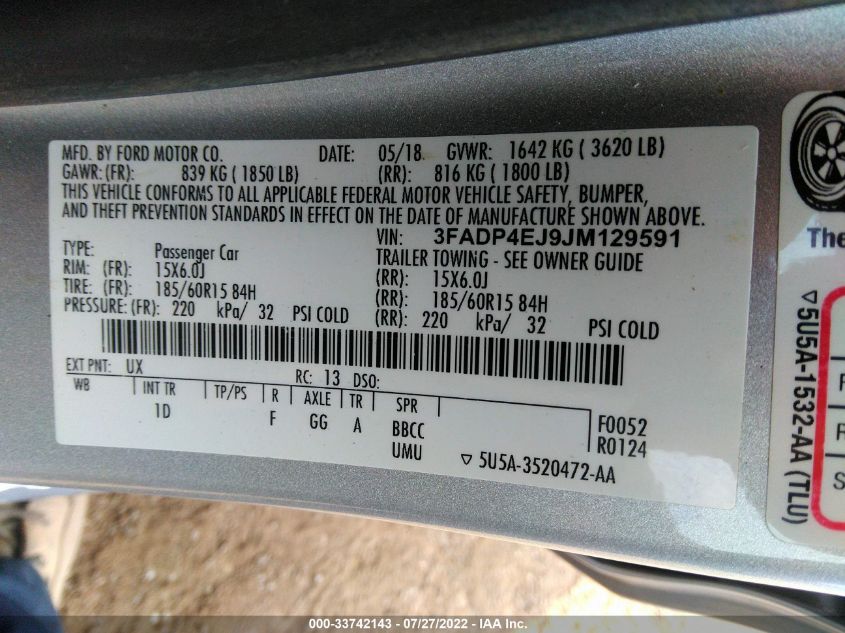 MFD. BY FORD MOTOR CO. DATE: 05/18 GVWR: 1642 KG ( 3620 LB)
GAWR: (FR): 839 KG ( 1850 LB) (RR): 816 KG ( 1800 LB)
THIS VEHICLE CONFORMS TO ALL APPLICABLE FEDERAL MOTOR VEHICLE SAFETY, BUMPER,
AND THEFT PREVENTION STANDARDS IN EFFECT ON THE DATE OF MANUFACTURE SHOWN ABOVE.
VIN: 3FADP4EJ9JM129591
TYPE: Passenger Car TRAILER TOWING - SEE OWNER GUIDE
RIM: (FR): 15X6.0J (RR): 15X6.0J
TIRE: (FR): 185/60R15 84H (RR): 185/60R15 84H
PRESSURE: (FR): 220 kPa/ 32 PSI COLD (RR): 220 kPa/ 32 PSI COLD
EXT PNT: UX RC: 13 DSO:
WB INT TR TP/PS R AXLE TR SPR
1D F GG A BBCC F0052
UMU R0124
▽ 5U5A-3520472-AA
The
▽5U5A-1532-AA (TLU)
F
R
S
000-33742143 - 07/27/2022 - IAA Inc.